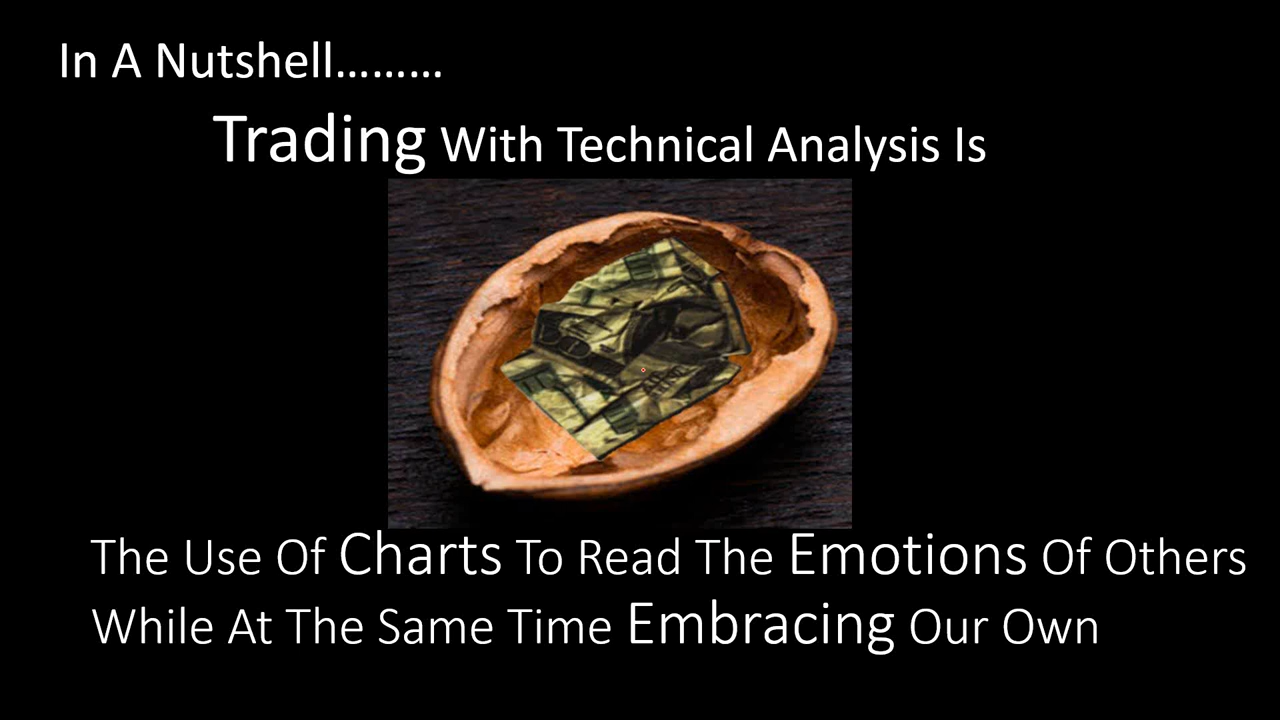 In A Nutshell.........
Trading With Technical Analysis Is
The Use Of Charts To Read The Emotions Of Others
While At The Same Time Embracing Our Own